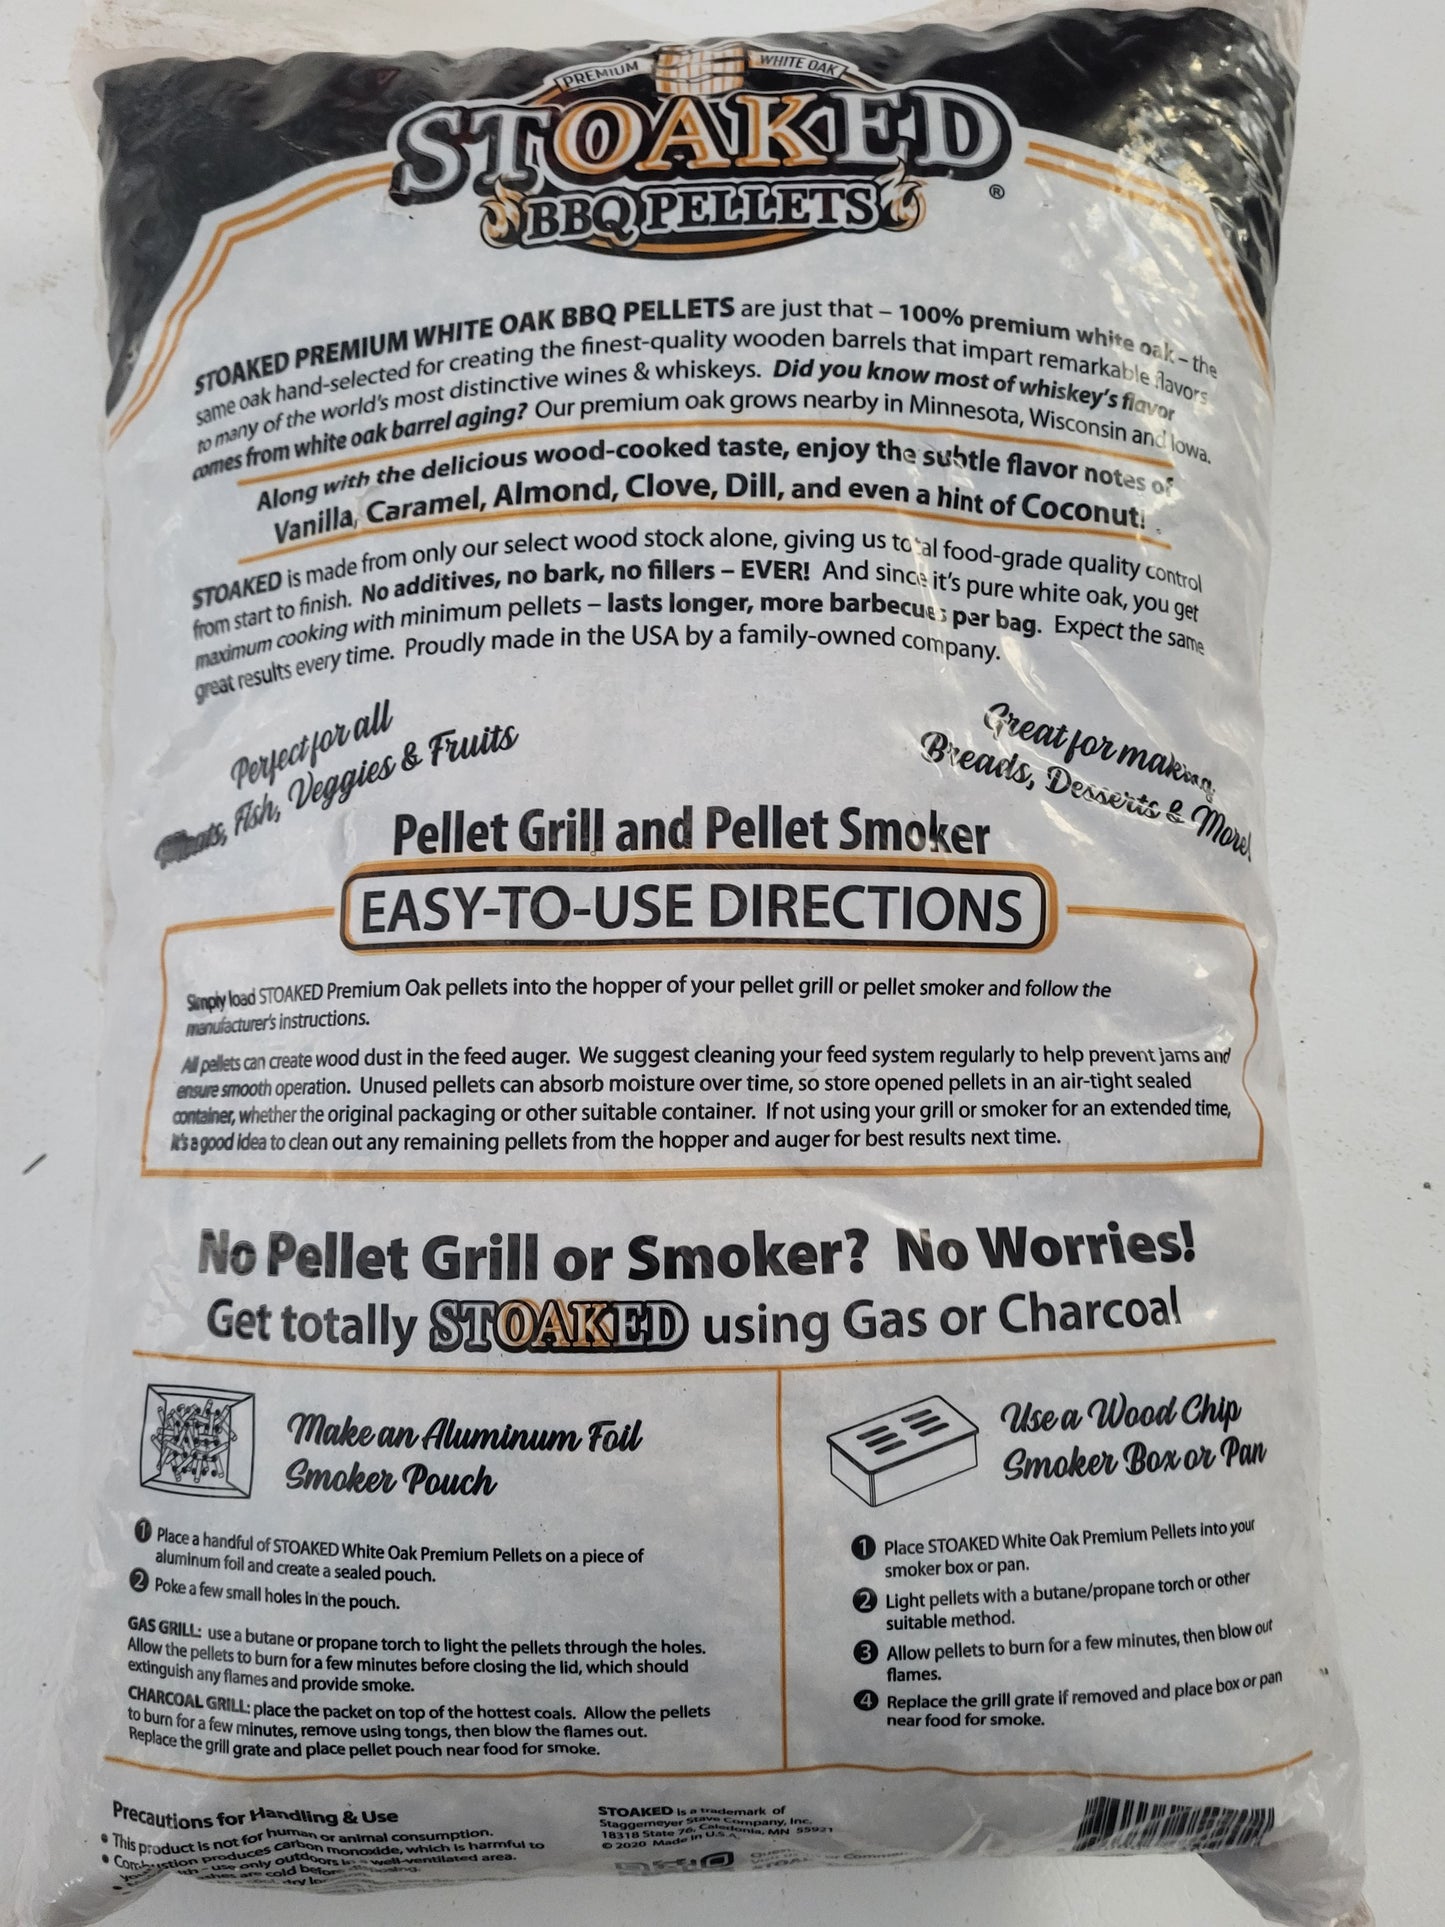 PREMIUM WHITE OAK
STOAKED
BBQ PELLETS ®
STOAKED PREMIUM WHITE OAK BBQ PELLETS are just that – 100% premium white oak – the
same oak hand-selected for creating the finest-quality wooden barrels that impart remarkable flavors
to many of the world's most distinctive wines & whiskeys. Did you know most of whiskey's flavor
comes from white oak barrel aging? Our premium oak grows nearby in Minnesota, Wisconsin and Iowa.
Along with the delicious wood-cooked taste, enjoy the subtle flavor notes of
Vanilla, Caramel, Almond, Clove, Dill, and even a hint of Coconut!
STOAKED is made from only our select wood stock alone, giving us total food-grade quality control
from start to finish. No additives, no bark, no fillers – EVER! And since it's pure white oak, you get
maximum cooking with minimum pellets – lasts longer, more barbecues per bag. Expect the same
great results every time. Proudly made in the USA by a family-owned company.
Perfect for all
Meats, Fish, Veggies & Fruits
Great for making
Breads, Desserts & More!
Pellet Grill and Pellet Smoker
EASY-TO-USE DIRECTIONS
Simply load STOAKED Premium Oak pellets into the hopper of your pellet grill or pellet smoker and follow the
manufacturer's instructions.
All pellets can create wood dust in the feed auger. We suggest cleaning your feed system regularly to help prevent jams and
ensure smooth operation. Unused pellets can absorb moisture over time, so store opened pellets in an air-tight sealed
container, whether the original packaging or other suitable container. If not using your grill or smoker for an extended time,
it's a good idea to clean out any remaining pellets from the hopper and auger for best results next time.
No Pellet Grill or Smoker? No Worries!
Get totally STOAKED using Gas or Charcoal
Make an Aluminum Foil
Smoker Pouch
1 Place a handful of STOAKED White Oak Premium Pellets on a piece of
aluminum foil and create a sealed pouch.
2 Poke a few small holes in the pouch.
GAS GRILL: use a butane or propane torch to light the pellets through the holes.
Allow the pellets to burn for a few minutes before closing the lid, which should
extinguish any flames and provide smoke.
CHARCOAL GRILL: place the packet on top of the hottest coals. Allow the pellets
to burn for a few minutes, remove using tongs, then blow the flames out.
Replace the grill grate and place pellet pouch near food for smoke.
Use a Wood Chip
Smoker Box or Pan
1 Place STOAKED White Oak Premium Pellets into your
smoker box or pan.
2 Light pellets with a butane/propane torch or other
suitable method.
3 Allow pellets to burn for a few minutes, then blow out
flames.
4 Replace the grill grate if removed and place box or pan
near food for smoke.
Precautions for Handling & Use
• This product is not for human or animal consumption.
• Combustion produces carbon monoxide, which is harmful to
use only outdoors in a well-ventilated area.
ashes are cold before disposing.
STOAKED is a trademark of
Staggemeyer Stave Company, Inc.
18318 State 76, Caledonia, MN 55921
© 2020 Made in U.S.A.